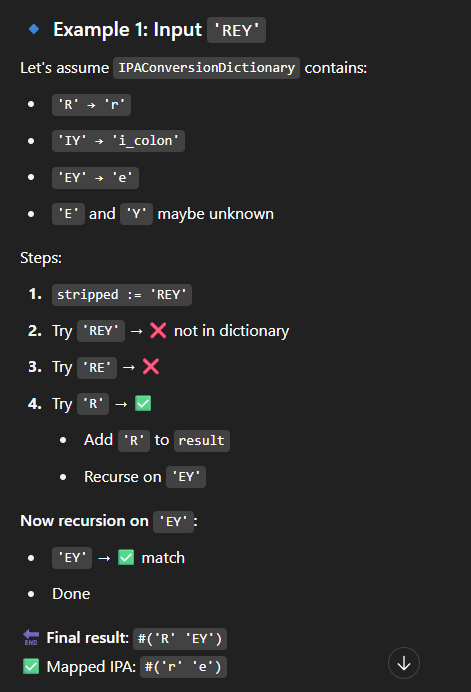 🔹 Example 1: Input 'REY'
Let's assume IPAConversionDictionary contains:
• 'R' → 'r'
• 'IY' → 'i_colon'
• 'EY' → 'e'
• 'E' and 'Y' maybe unknown
Steps:
1. stripped := 'REY'
2. Try 'REY' → ❌ not in dictionary
3. Try 'RE' → ❌
4. Try 'R' → ✅
• Add 'R' to result
• Recurse on 'EY'
Now recursion on 'EY':
• 'EY' → ✅ match
• Done
🔚 Final result: #('R' 'EY')
✅ Mapped IPA: #('r' 'e')